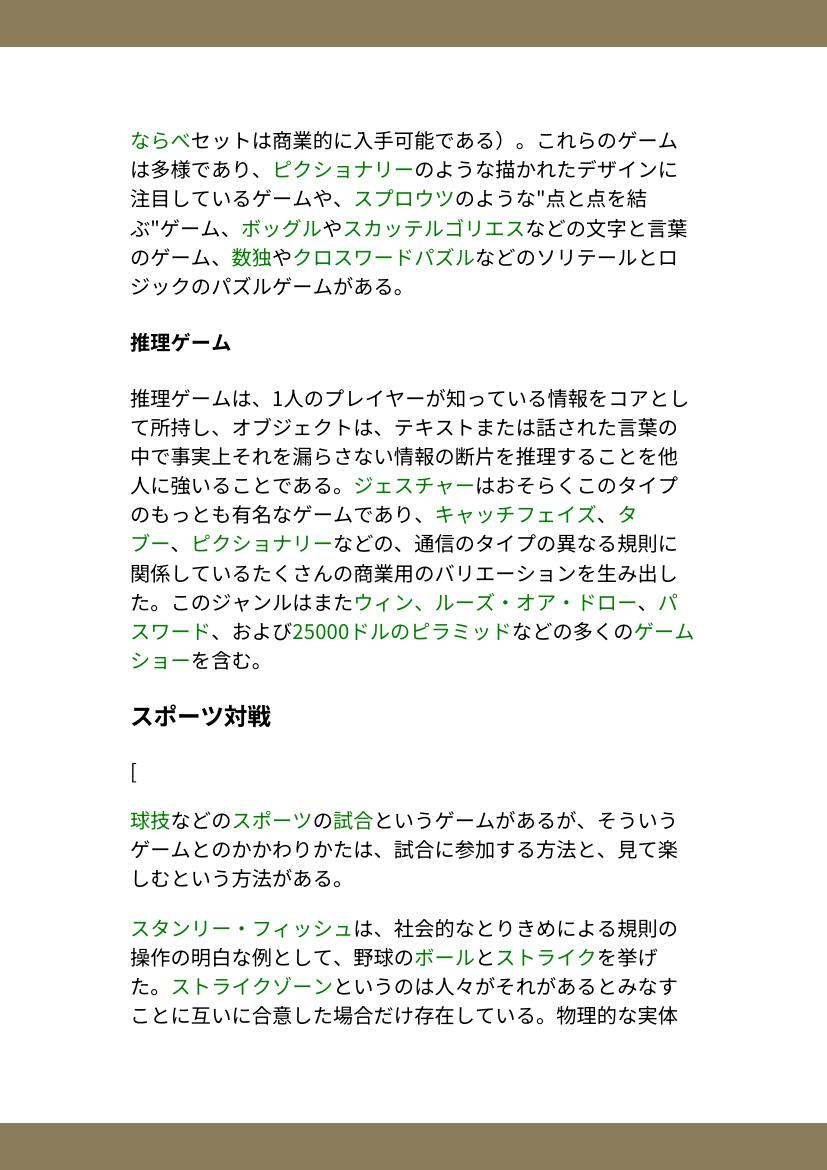 ならべセットは商業的に入手可能である）。これらのゲーム
は多様であり、ピクショナリーのような描かれたデザインに
注目しているゲームや、スプロウツのような"点と点を結
ぶ"ゲーム、ボッグルやスカッテルゴリエスなどの文字と言葉
のゲーム、数独やクロスワードパズルなどのソリテールとロ
ジックのパズルゲームがある。
推理ゲーム
推理ゲームは、1人のプレイヤーが知っている情報をコアとし
て所持し、オブジェクトは、テキストまたは話された言葉の
中で事実上それを漏らさない情報の断片を推理することを他
人に強いることである。ジェスチャーはおそらくこのタイプ
のもっとも有名なゲームであり、キャッチフェイズ、タ
ブー、ピクショナリーなどの、通信のタイプの異なる規則に
関係しているたくさんの商業用のバリエーションを生み出し
た。このジャンルはまたウィン、ルーズ・オア・ドロー、パ
スワード、および25000ドルのピラミッドなどの多くのゲーム
ショーを含む。
スポーツ対戦
[
球技などのスポーツの試合というゲームがあるが、そういう
ゲームとのかかわりかたは、試合に参加する方法と、見て楽
しむという方法がある。
スタンリー・フィッシュは、社会的なとりきめによる規則の
操作の明白な例として、野球のボールとストライクを挙げ
た。ストライクゾーンというのは人々がそれがあるとみなす
ことに互いに合意した場合だけ存在している。物理的な実体